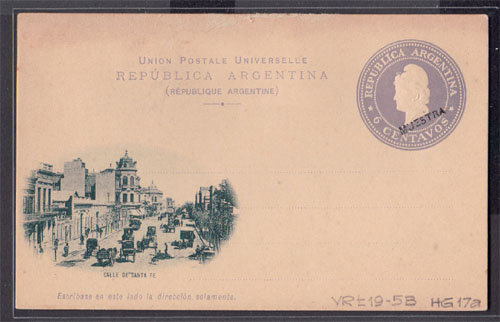 UNION POSTALE UNIVERSELLE
REPÚBLICA ARGENTINA
(RÉPUBLIQUE ARGENTINE)
REPUBLICA ARGENTINA
6 CENTAVOS
MUESTRA
CALLE DE SANTA FE
Escríbase en este lado la dirección solamente.
VRE19-5B HG17a